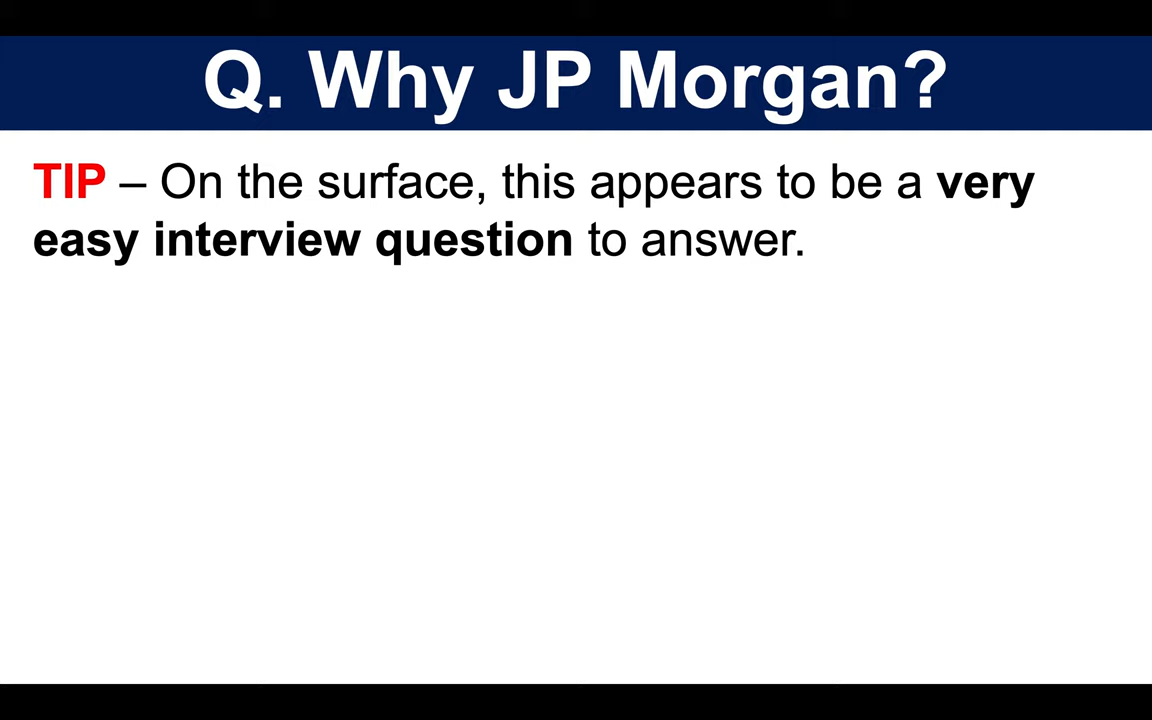 Q. Why JP Morgan?
TIP – On the surface, this appears to be a very
easy interview question to answer.